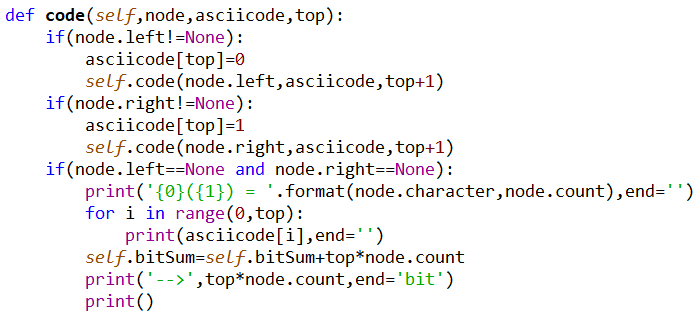 def code(self,node,asciicode,top):
    if(node.left!=None):
        asciicode[top]=0
        self.code(node.left,asciicode,top+1)
    if(node.right!=None):
        asciicode[top]=1
        self.code(node.right,asciicode,top+1)
    if(node.left==None and node.right==None):
        print('{0}({1}) = '.format(node.character,node.count),end='')
        for i in range(0,top):
            print(asciicode[i],end='')
        self.bitSum=self.bitSum+top*node.count
        print('-->',top*node.count,end='bit')
        print()